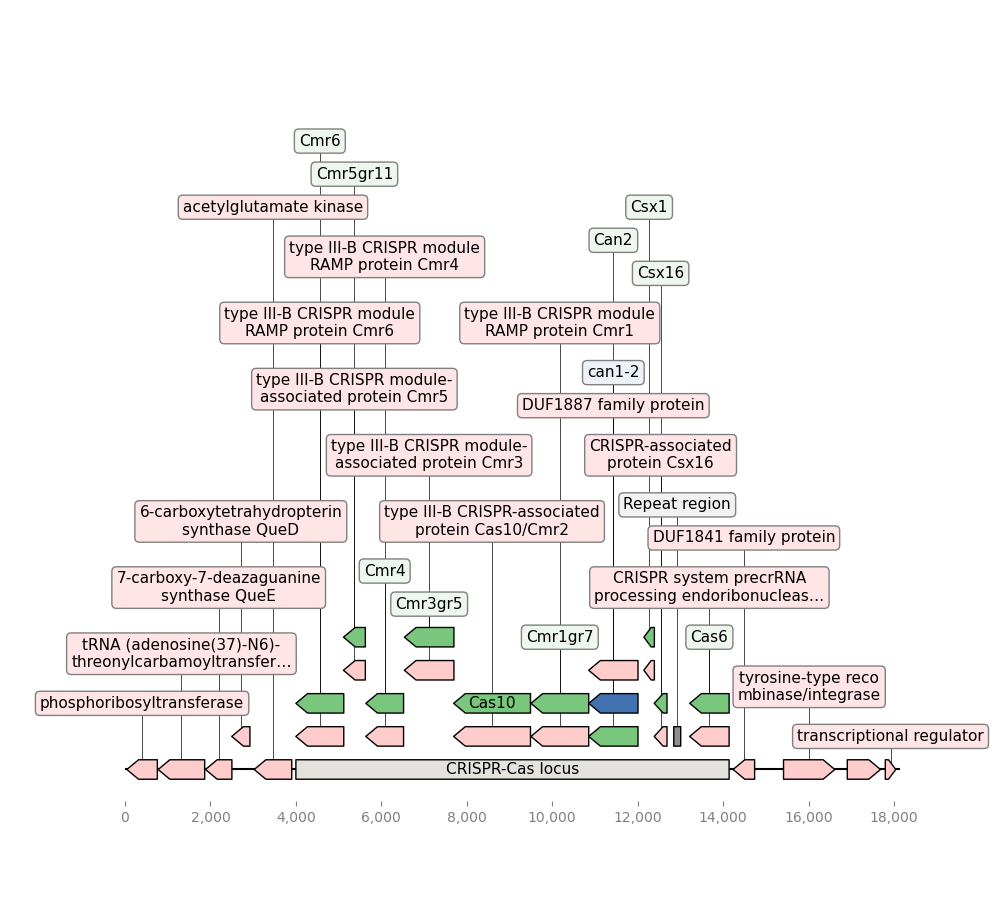 Cmr6
Cmr5gr11
acetylglutamate kinase
Csx1
Can2
type III-B CRISPR module
RAMP protein Cmr4
Csx16
type III-B CRISPR module
RAMP protein Cmr6
type III-B CRISPR module
RAMP protein Cmr1
can1-2
type III-B CRISPR module-
associated protein Cmr5
DUF1887 family protein
type III-B CRISPR module-
associated protein Cmr3
CRISPR-associated
protein Csx16
Repeat region
6-carboxytetrahydropterin
synthase QueD
type III-B CRISPR-associated
protein Cas10/Cmr2
DUF1841 family protein
Cmr4
7-carboxy-7-deazaguanine
synthase QueE
CRISPR system precrRNA
processing endoribonucleas...
Cmr3gr5
Cmr1gr7
Cas6
tRNA (adenosine(37)-N6)-
threonylcarbamoyltransfer...
tyrosine-type reco
mbinase/integrase
phosphoribosyltransferase
Cas10
transcriptional regulator
CRISPR-Cas locus
0
2,000
4,000
6,000
8,000
10,000
12,000
14,000
16,000
18,000